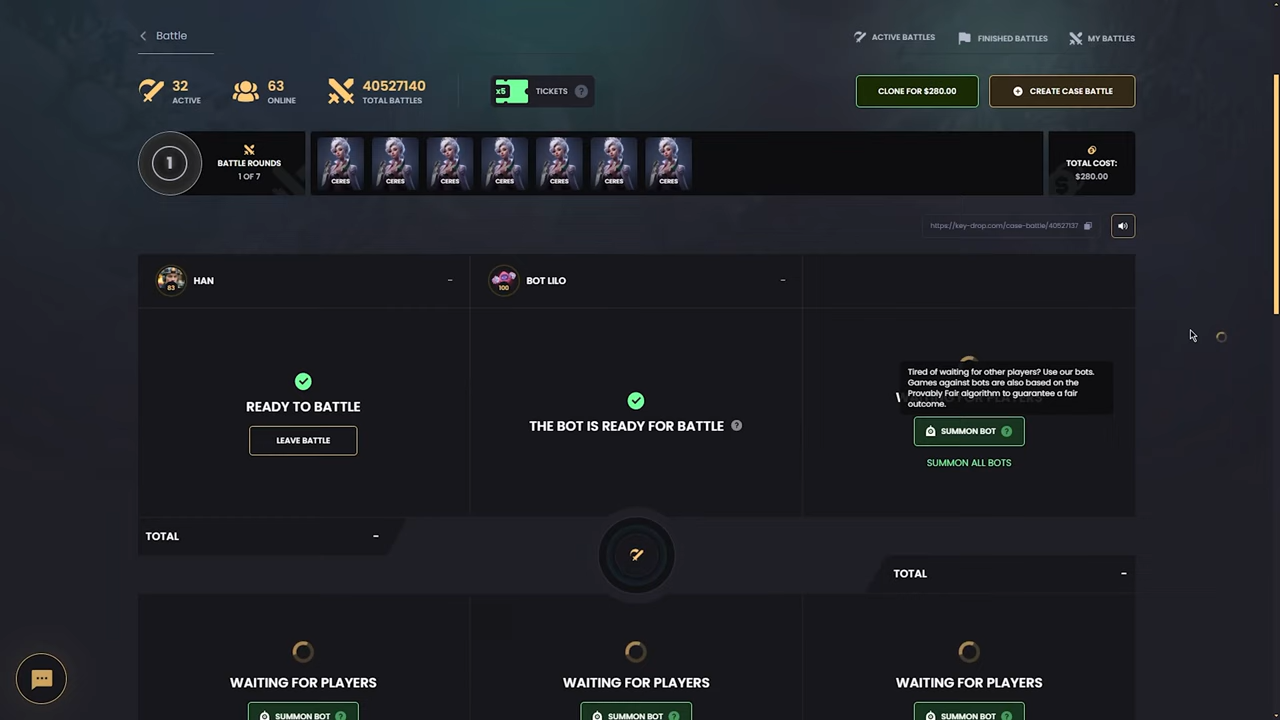 Battle
ACTIVE BATTLES
FINISHED BATTLES
MY BATTLES
32
ACTIVE
63
ONLINE
40527140
TOTAL BATTLES
x5
TICKETS ?
CLONE FOR $280.00
CREATE CASE BATTLE
1
BATTLE ROUNDS
1 OF 7
CERES
CERES
CERES
CERES
CERES
CERES
CERES
TOTAL COST:
$280.00
https://key-drop.com/case-battle/40527137
83
HAN
-
100
BOT LILO
-
READY TO BATTLE
LEAVE BATTLE
THE BOT IS READY FOR BATTLE ?
Tired of waiting for other players? Use our bots.
Games against bots are also based on the
Provably Fair algorithm to guarantee a fair
outcome.
SUMMON BOT ?
SUMMON ALL BOTS
TOTAL
-
TOTAL
-
WAITING FOR PLAYERS
WAITING FOR PLAYERS
WAITING FOR PLAYERS
SUMMON BOT ?
SUMMON BOT ?
SUMMON BOT ?